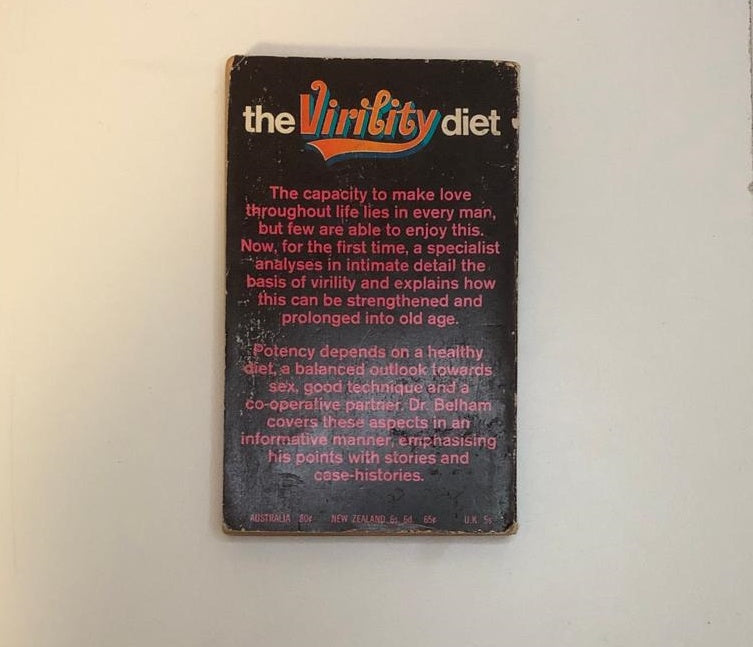 the Virility diet
The capacity to make love
throughout life lies in every man,
but few are able to enjoy this.
Now, for the first time, a specialist
analyses in intimate detail the
basis of virility and explains how
this can be strengthened and
prolonged into old age.
Potency depends on a healthy
diet, a balanced outlook towards
sex, good technique and a
co-operative partner. Dr. Belham
covers these aspects in an
informative manner, emphasising
his points with stories and
case-histories.
AUSTRALIA 80c NEW ZEALAND 6s. 6d. 65c U.K 5s